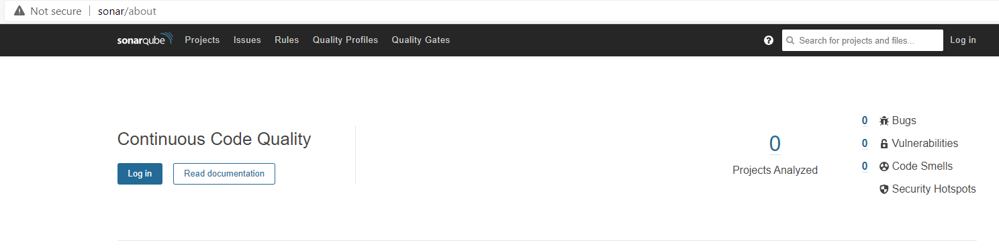 Not secure sonar/about
sonarqube Projects Issues Rules Quality Profiles Quality Gates ? Search for projects and files... Log in
Continuous Code Quality
Log in Read documentation
0
Projects Analyzed
0 Bugs
0 Vulnerabilities
0 Code Smells
Security Hotspots